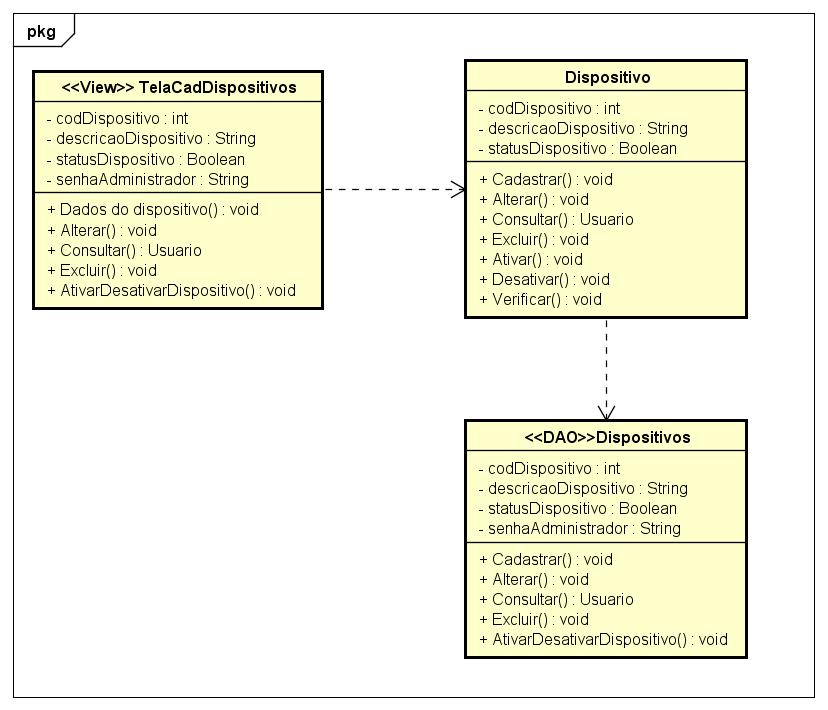 pkg
<<View>> TelaCadDispositivos
- codDispositivo : int
- descricaoDispositivo : String
- statusDispositivo : Boolean
- senhaAdministrador : String
+ Dados do dispositivo() : void
+ Alterar() : void
+ Consultar() : Usuario
+ Excluir() : void
+ AtivarDesativarDispositivo() : void
Dispositivo
- codDispositivo : int
- descricaoDispositivo : String
- statusDispositivo : Boolean
+ Cadastrar() : void
+ Alterar() : void
+ Consultar() : Usuario
+ Excluir() : void
+ Ativar() : void
+ Desativar() : void
+ Verificar() : void
<<DAO>>Dispositivos
- codDispositivo : int
- descricaoDispositivo : String
- statusDispositivo : Boolean
- senhaAdministrador : String
+ Cadastrar() : void
+ Alterar() : void
+ Consultar() : Usuario
+ Excluir() : void
+ AtivarDesativarDispositivo() : void